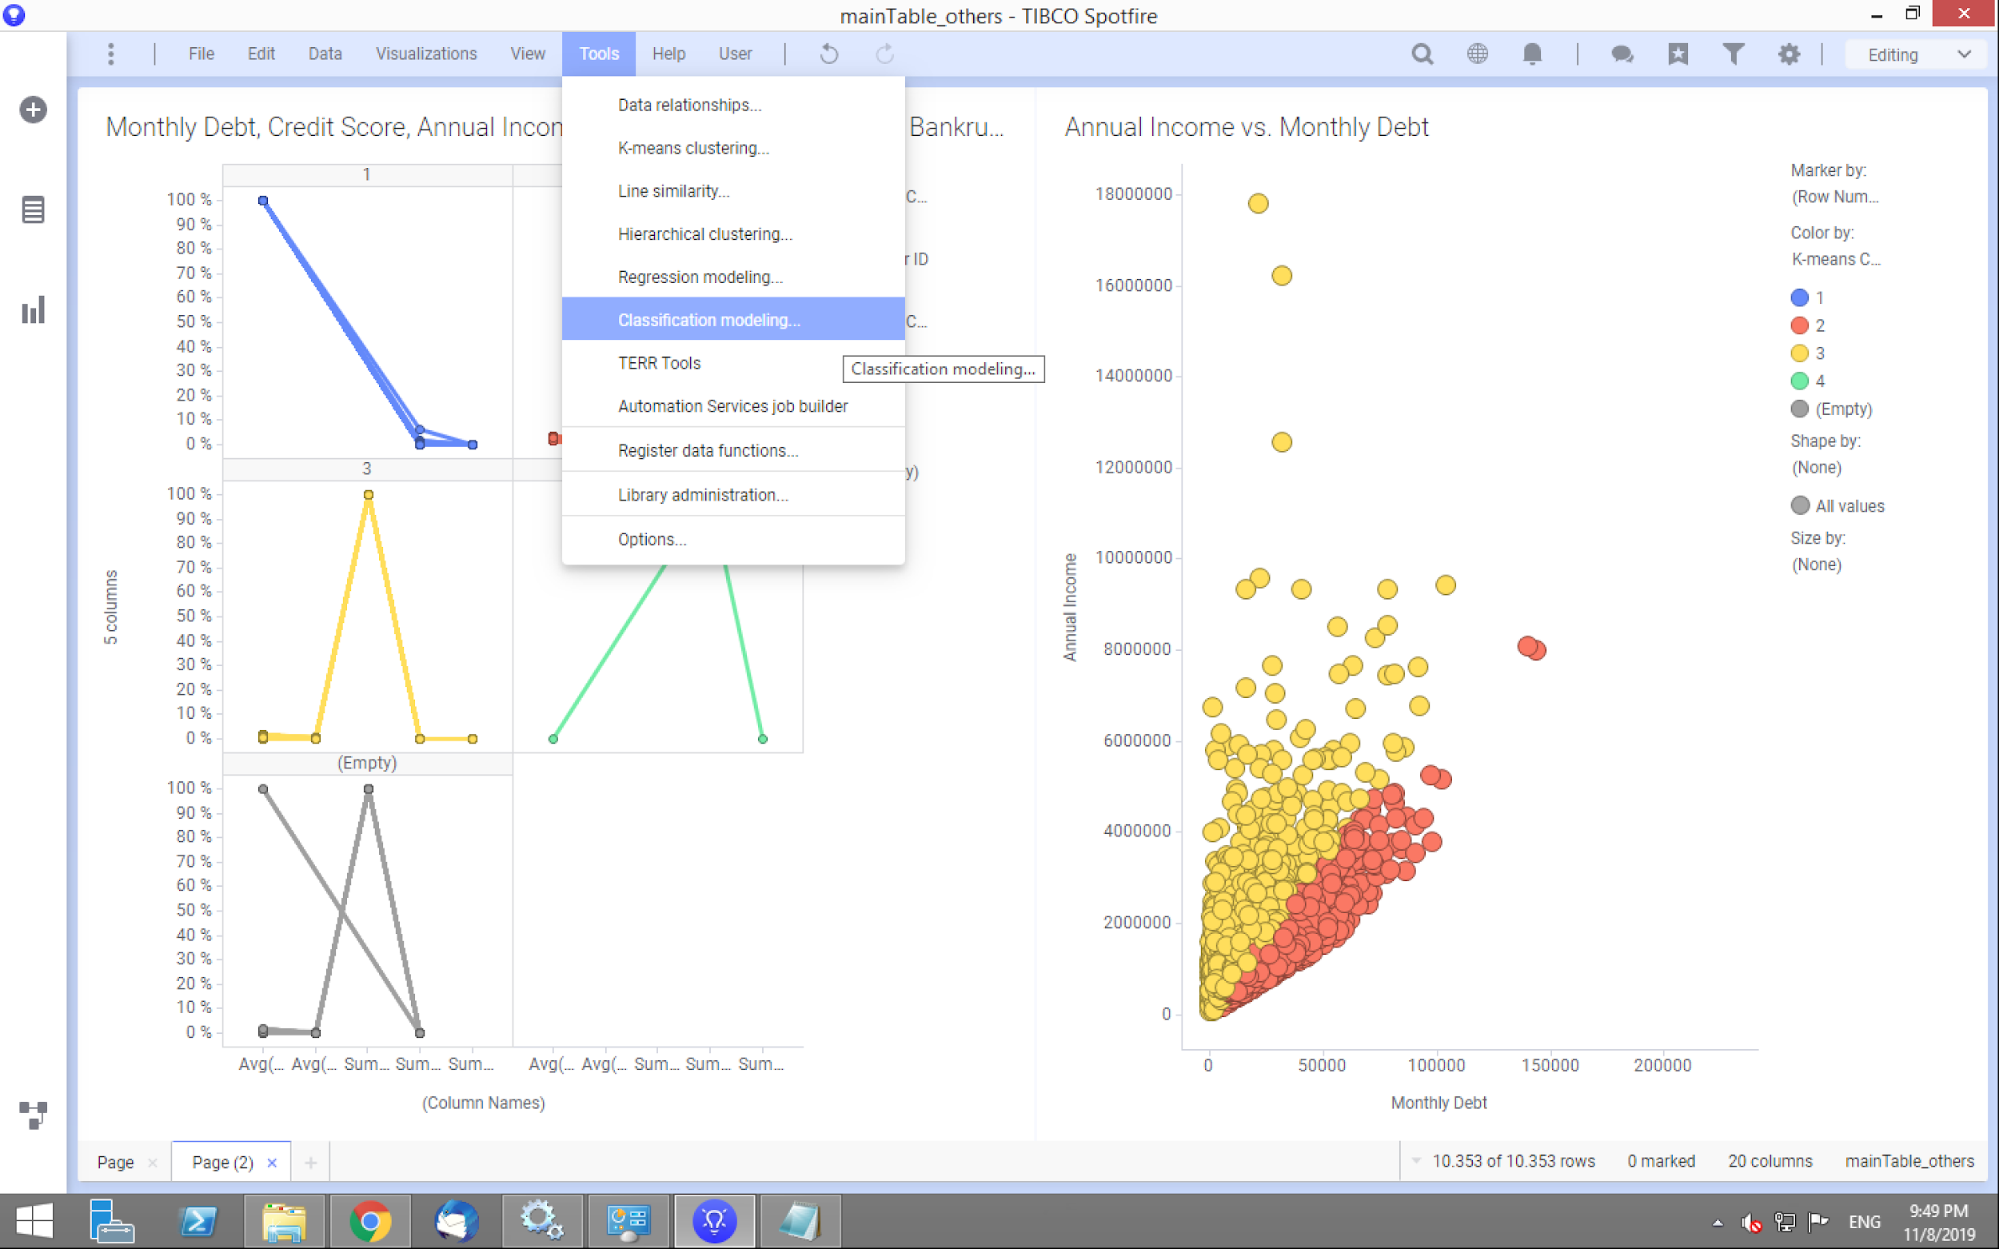 mainTable_others - TIBCO Spotfire
File Edit Data Visualizations View Tools Help User Editing
Data relationships...
K-means clustering...
Line similarity...
Hierarchical clustering...
Regression modeling...
Classification modeling...
TERR Tools
Automation Services job builder
Register data functions...
Library administration...
Options...
Classification modeling...
Monthly Debt, Credit Score, Annual Incon
Bankru...
C...
r ID
C...
y)
1
100 %
90 %
80 %
70 %
60 %
50 %
40 %
30 %
20 %
10 %
0 %
3
100 %
90 %
80 %
70 %
60 %
50 %
40 %
30 %
20 %
10 %
0 %
(Empty)
100 %
90 %
80 %
70 %
60 %
50 %
40 %
30 %
20 %
10 %
0 %
5 columns
Avg(... Avg(... Sum... Sum... Sum... Avg(... Avg(... Sum... Sum... Sum...
(Column Names)
Annual Income vs. Monthly Debt
18000000
16000000
14000000
12000000
10000000
8000000
6000000
4000000
2000000
0
Annual Income
0 50000 100000 150000 200000
Monthly Debt
Marker by:
(Row Num...
Color by:
K-means C...
1
2
3
4
(Empty)
Shape by:
(None)
All values
Size by:
(None)
Page Page (2) 10.353 of 10.353 rows 0 marked 20 columns mainTable_others
ENG
9:49 PM
11/8/2019